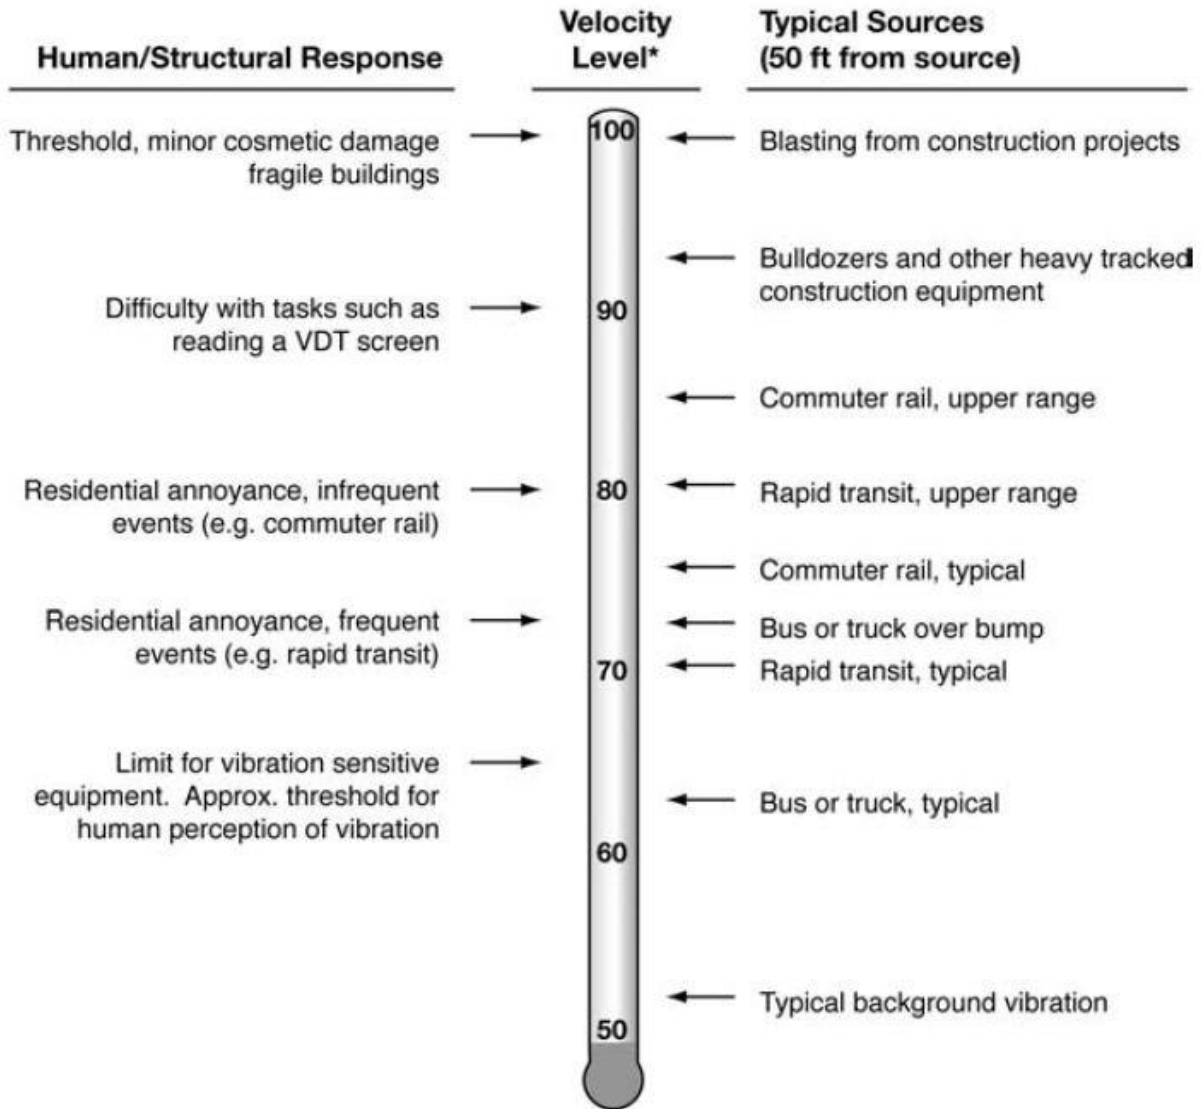 Human/Structural Response
Velocity
Level*
Typical Sources
(50 ft from source)
Threshold, minor cosmetic damage
fragile buildings
Difficulty with tasks such as
reading a VDT screen
Residential annoyance, infrequent
events (e.g. commuter rail)
Residential annoyance, frequent
events (e.g. rapid transit)
Limit for vibration sensitive
equipment. Approx. threshold for
human perception of vibration
100
90
80
70
60
50
Blasting from construction projects
Bulldozers and other heavy tracked
construction equipment
Commuter rail, upper range
Rapid transit, upper range
Commuter rail, typical
Bus or truck over bump
Rapid transit, typical
Bus or truck, typical
Typical background vibration